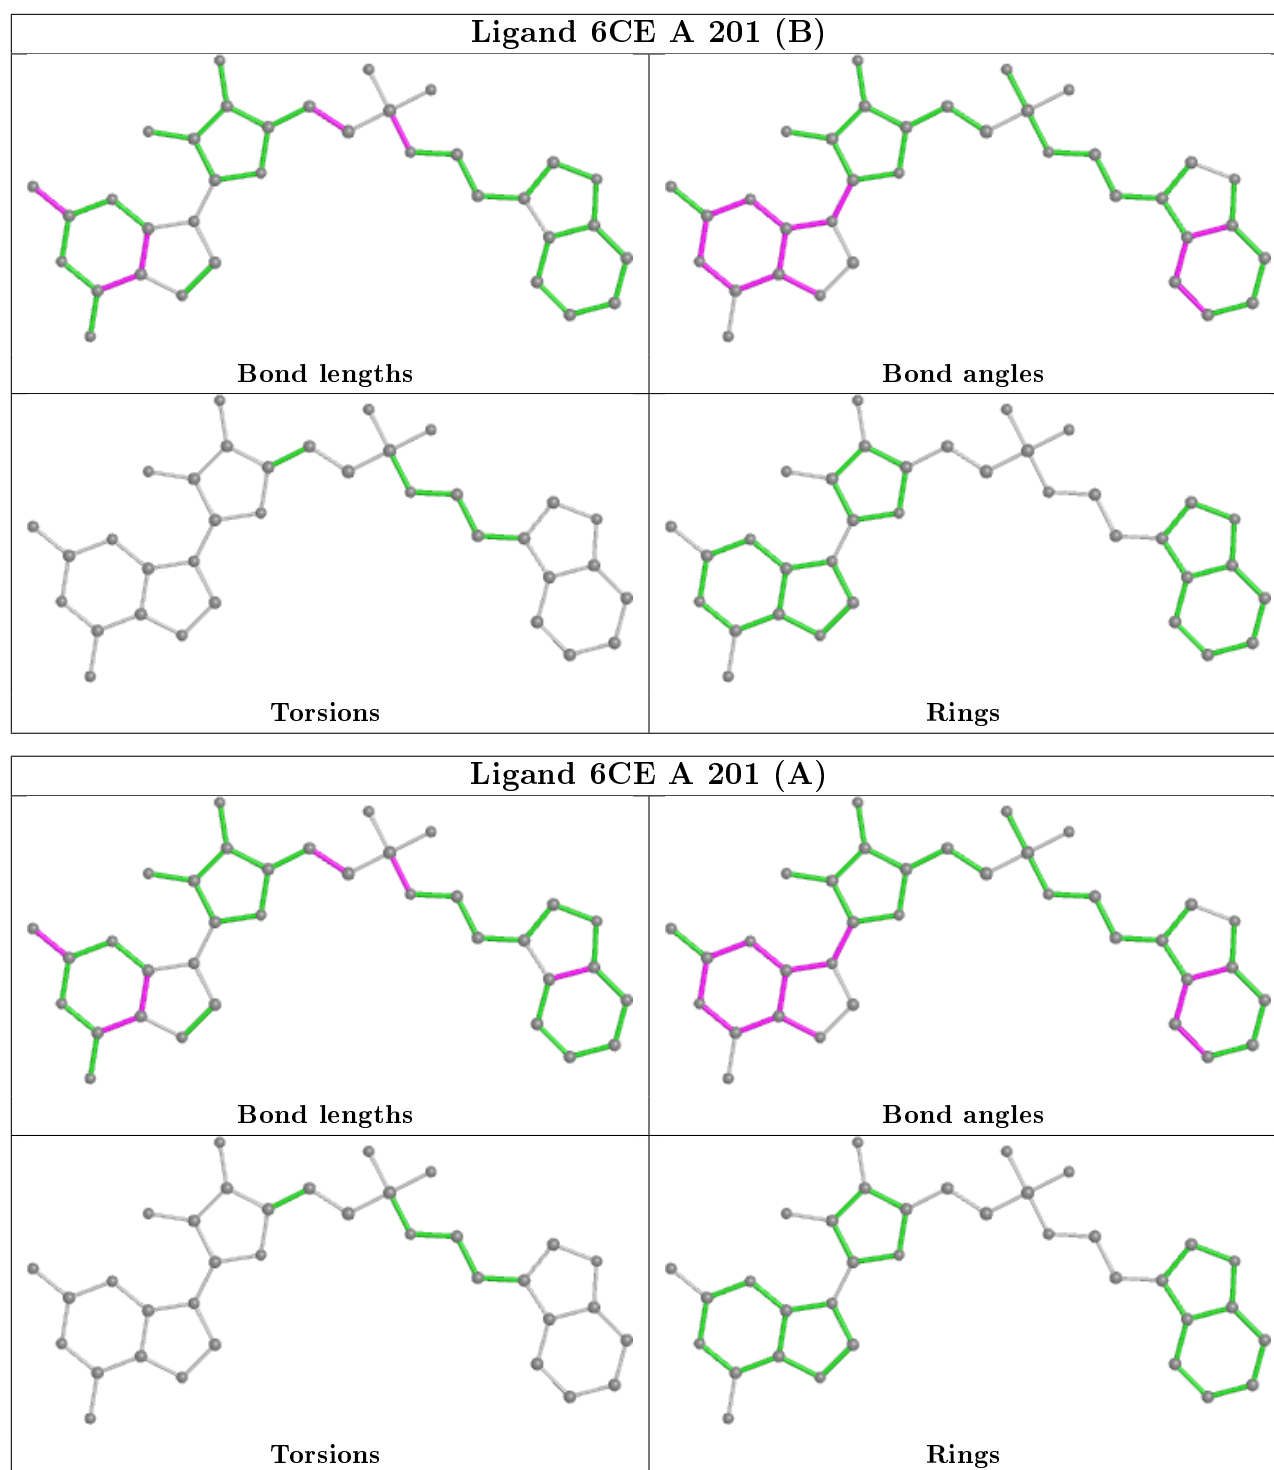 Ligand 6CE A 201 (B)
Bond lengths
Bond angles
Torsions
Rings
Ligand 6CE A 201 (A)
Bond lengths
Bond angles
Torsions
Rings